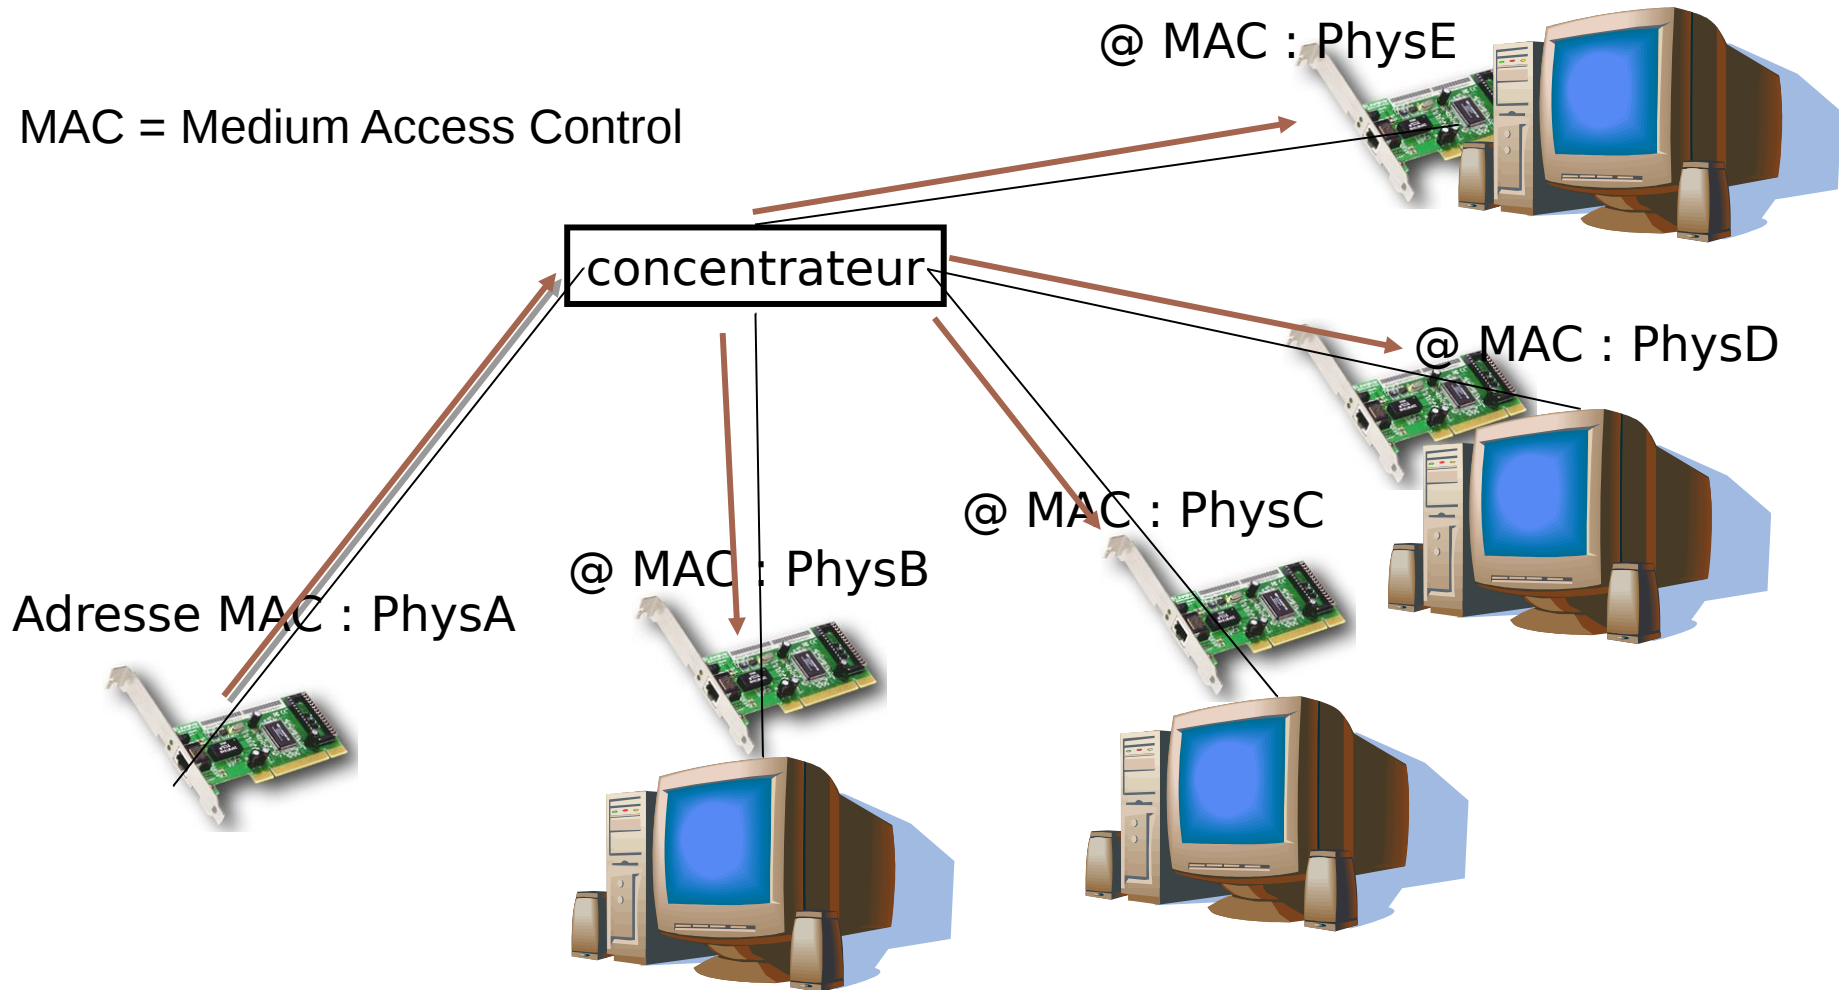 @ MAC : PhysE
MAC = Medium Access Control
concentrateur
@ MAC : PhysD
@ MAC : PhysC
@ MAC : PhysB
Adresse MAC : PhysA